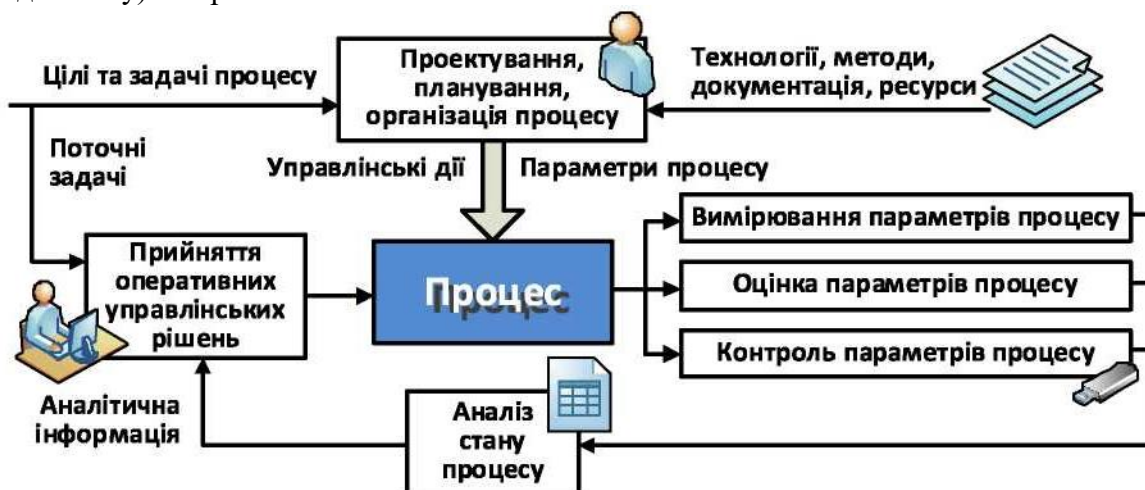 Цілі та задачі процесу
Проектування,
планування,
організація процесу
Технології, методи,
документація, ресурси
Поточні
задачі
Управлінські дії
Параметри процесу
Вимірювання параметрів процесу
Прийняття
оперативних
управлінських
рішень
Процес
Оцінка параметрів процесу
Контроль параметрів процесу
Аналітична
інформація
Аналіз
стану
процесу